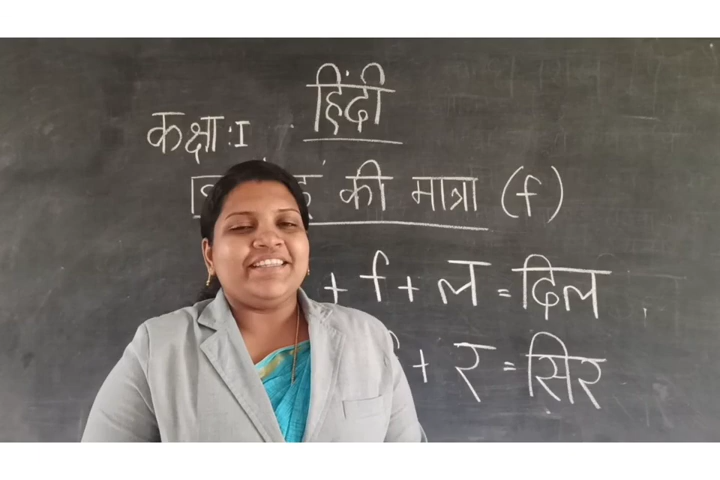 हिंदी
कक्षा : I
की मात्रा (ि)
+ ि + ल = दिल
+ र = सिर